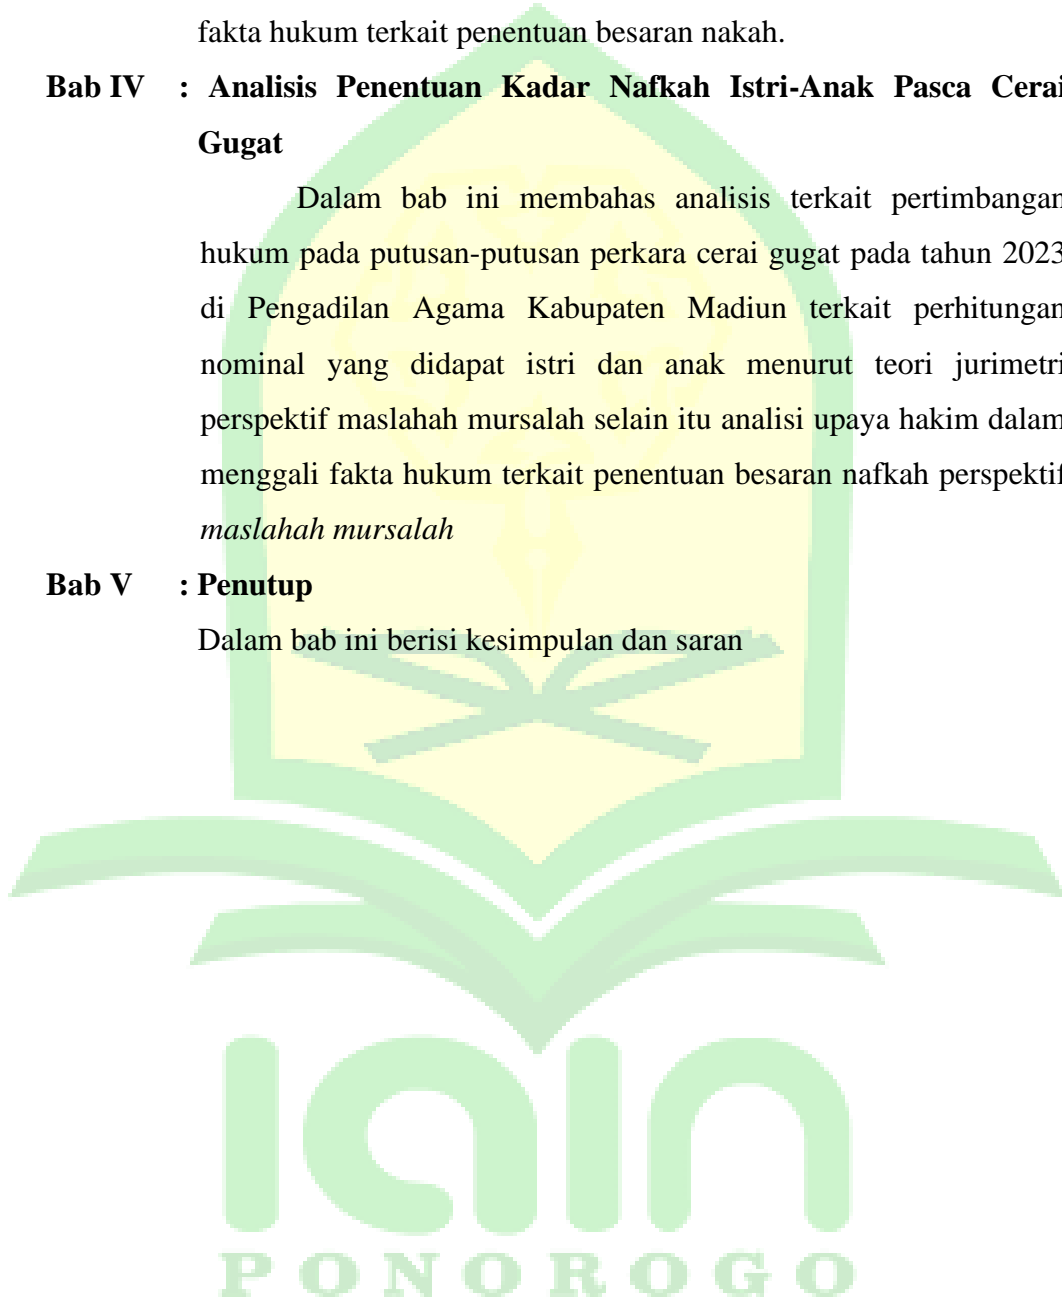 fakta hukum terkait penentuan besaran nakah.
Bab IV : Analisis Penentuan Kadar Nafkah Istri-Anak Pasca Cerai
Gugat
Dalam bab ini membahas analisis terkait pertimbangan
hukum pada putusan-putusan perkara cerai gugat pada tahun 2023
di Pengadilan Agama Kabupaten Madiun terkait perhitungan
nominal yang didapat istri dan anak menurut teori jurimetri
perspektif maslahah mursalah selain itu analisi upaya hakim dalam
menggali fakta hukum terkait penentuan besaran nafkah perspektif
maslahah mursalah
Bab V : Penutup
Dalam bab ini berisi kesimpulan dan saran
iain
PONOROGO